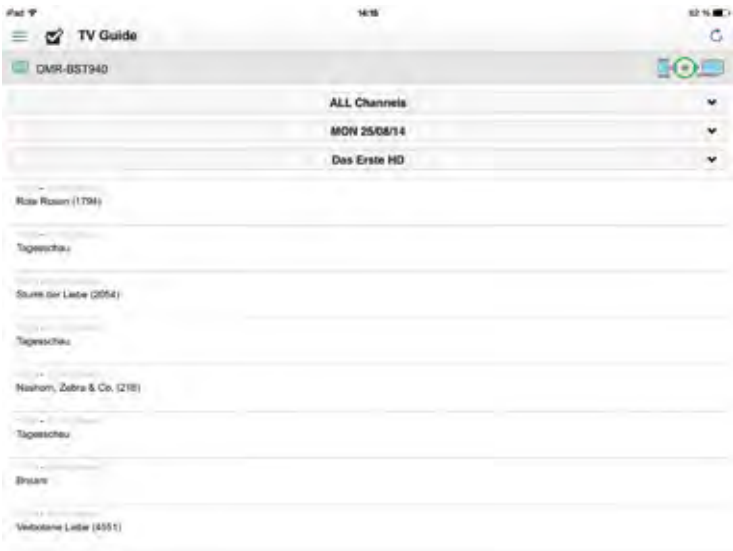 iPad
14:15
TV Guide
DMR-BST940
ALL Channels
MON 25/08/14
Das Erste HD
Rote Rosen (1794)
Tagesschau
Sturm der Liebe (2054)
Tagesschau
Nashorn, Zebra & Co. (218)
Tagesschau
Brisant
Verbotene Liebe (4551)